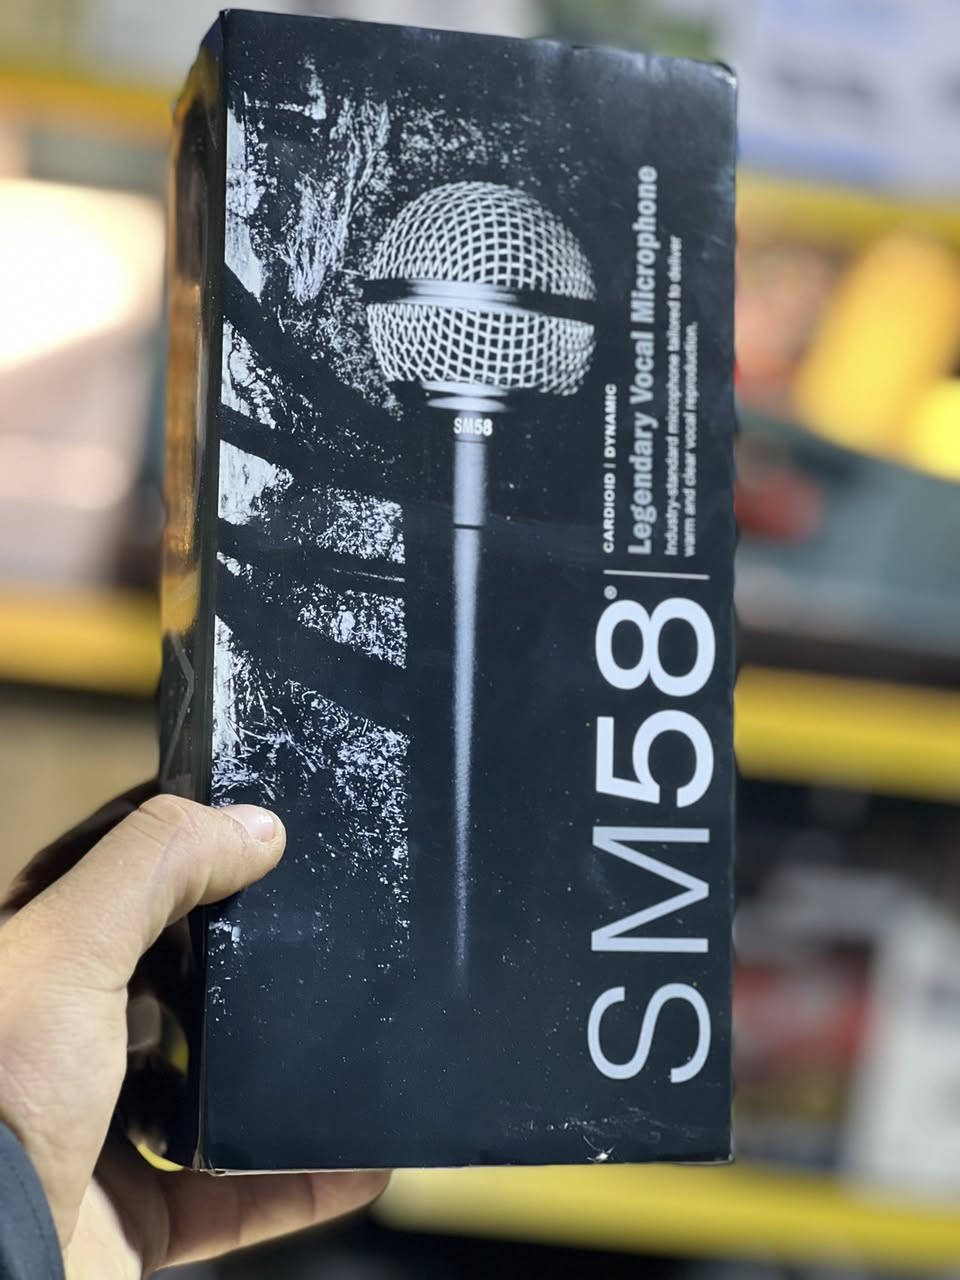 SM58
SM58®
CARDIOID | DYNAMIC
Legendary Vocal Microphone
Industry-standard microphone tailored to deliver
warm and clear vocal reproduction.